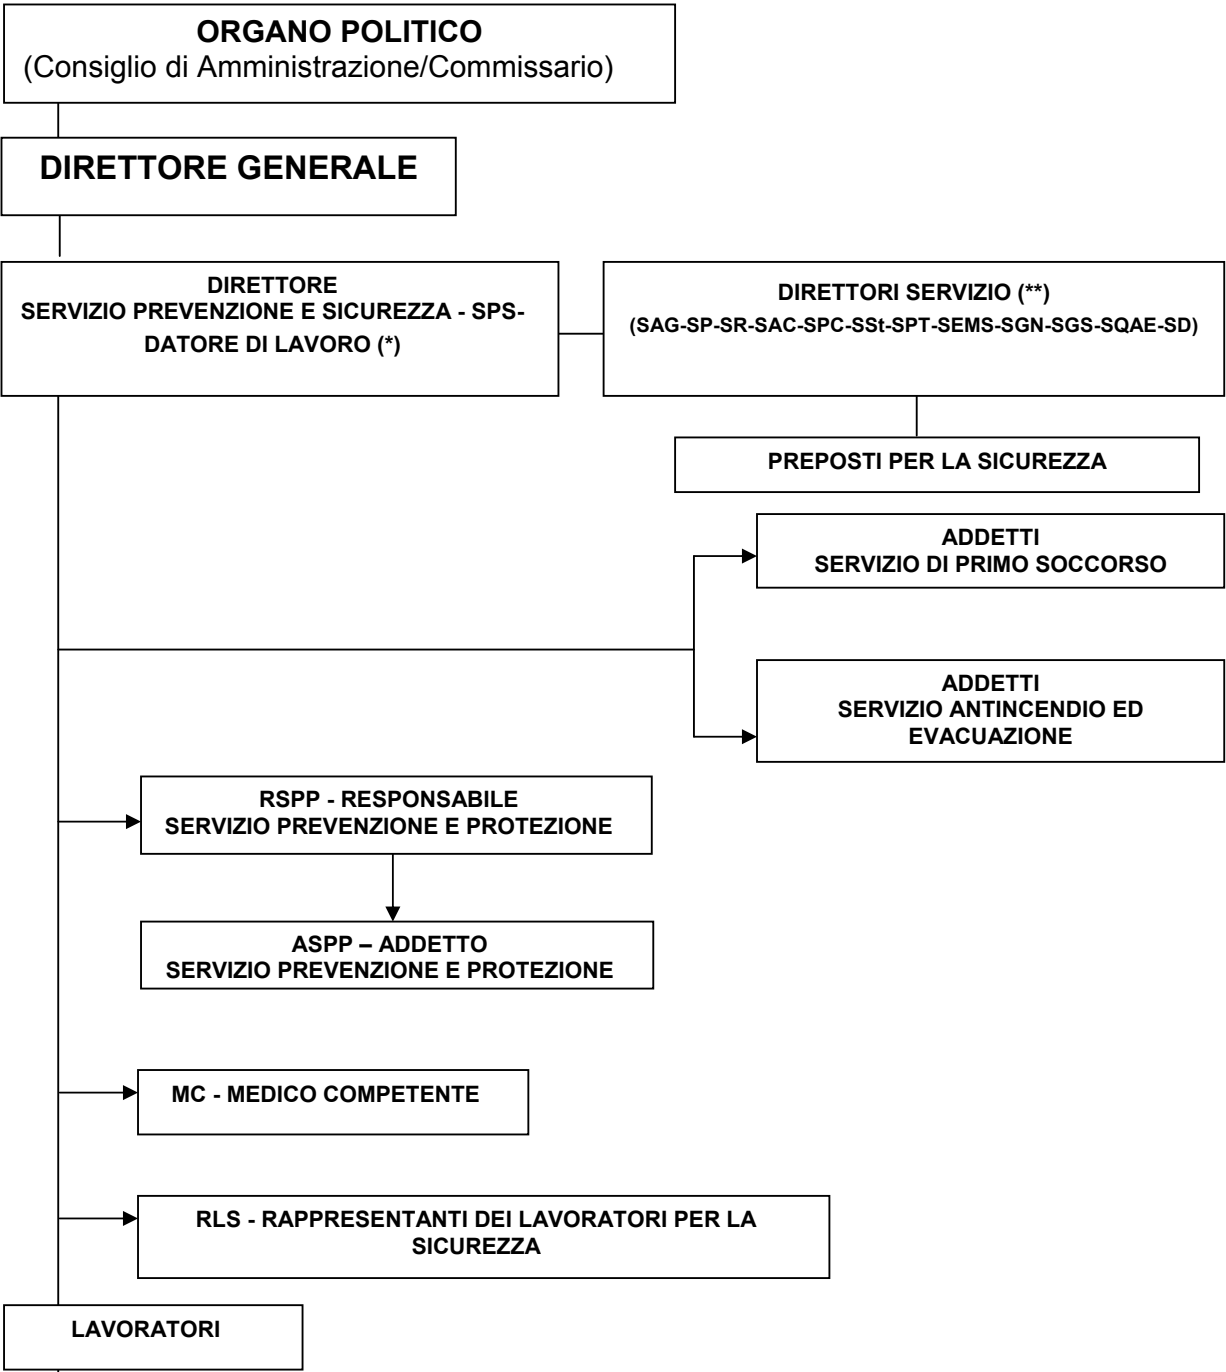 ORGANO POLITICO
(Consiglio di Amministrazione/Commissario)
DIRETTORE GENERALE
DIRETTORE
SERVIZIO PREVENZIONE E SICUREZZA - SPS-
DATORE DI LAVORO (*)
DIRETTORI SERVIZIO (**)
(SAG-SP-SR-SAC-SPC-SSt-SPT-SEMS-SGN-SGS-SQAE-SD)
PREPOSTI PER LA SICUREZZA
ADDETTI
SERVIZIO DI PRIMO SOCCORSO
ADDETTI
SERVIZIO ANTINCENDIO ED
EVACUAZIONE
RSPP - RESPONSABILE
SERVIZIO PREVENZIONE E PROTEZIONE
ASPP – ADDETTO
SERVIZIO PREVENZIONE E PROTEZIONE
MC - MEDICO COMPETENTE
RLS - RAPPRESENTANTI DEI LAVORATORI PER LA
SICUREZZA
LAVORATORI